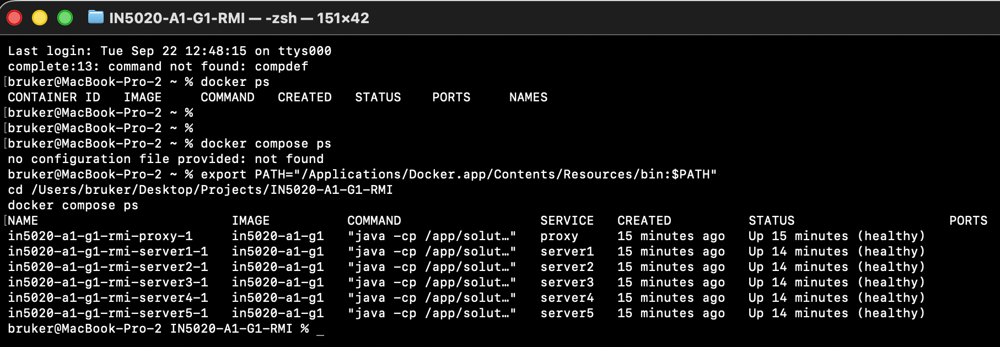 IN5020-A1-G1-RMI — -zsh — 151×42
Last login: Tue Sep 22 12:48:15 on ttys000
complete:13: command not found: compdef
[bruker@MacBook-Pro-2 ~ % docker ps
CONTAINER ID   IMAGE     COMMAND   CREATED   STATUS    PORTS     NAMES
[bruker@MacBook-Pro-2 ~ %
[bruker@MacBook-Pro-2 ~ %
[bruker@MacBook-Pro-2 ~ % docker compose ps
no configuration file provided: not found
bruker@MacBook-Pro-2 ~ % export PATH="/Applications/Docker.app/Contents/Resources/bin:$PATH"
cd /Users/bruker/Desktop/Projects/IN5020-A1-G1-RMI
docker compose ps
[NAME                         IMAGE          COMMAND                  SERVICE   CREATED          STATUS                    PORTS
in5020-a1-g1-rmi-proxy-1     in5020-a1-g1   "java -cp /app/solut…"   proxy     15 minutes ago   Up 15 minutes (healthy)
in5020-a1-g1-rmi-server1-1   in5020-a1-g1   "java -cp /app/solut…"   server1   15 minutes ago   Up 14 minutes (healthy)
in5020-a1-g1-rmi-server2-1   in5020-a1-g1   "java -cp /app/solut…"   server2   15 minutes ago   Up 14 minutes (healthy)
in5020-a1-g1-rmi-server3-1   in5020-a1-g1   "java -cp /app/solut…"   server3   15 minutes ago   Up 14 minutes (healthy)
in5020-a1-g1-rmi-server4-1   in5020-a1-g1   "java -cp /app/solut…"   server4   15 minutes ago   Up 14 minutes (healthy)
in5020-a1-g1-rmi-server5-1   in5020-a1-g1   "java -cp /app/solut…"   server5   15 minutes ago   Up 14 minutes (healthy)
bruker@MacBook-Pro-2 IN5020-A1-G1-RMI % _